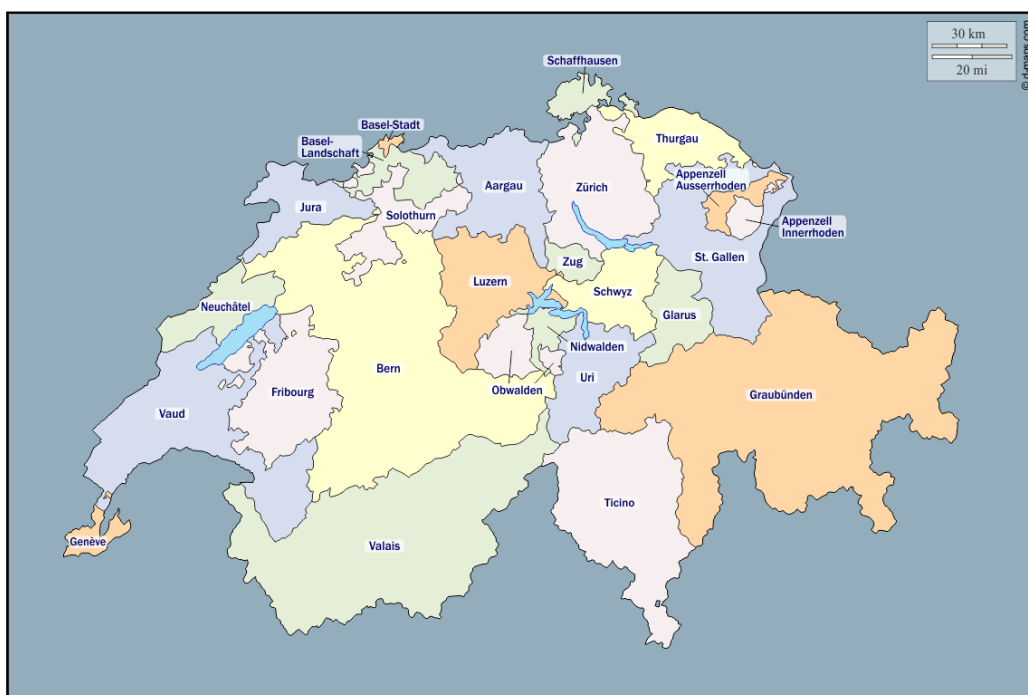 30 km
20 mi
© d-maps.com
Schaffhausen
Basel-Stadt
Basel-
Landschaft
Thurgau
Aargau
Zürich
Appenzell
Ausserrhoden
Jura
Solothurn
Appenzell
Innerrhoden
St. Gallen
Zug
Luzern
Schwyz
Neuchâtel
Glarus
Nidwalden
Bern
Uri
Obwalden
Fribourg
Graubünden
Vaud
Ticino
Genève
Valais